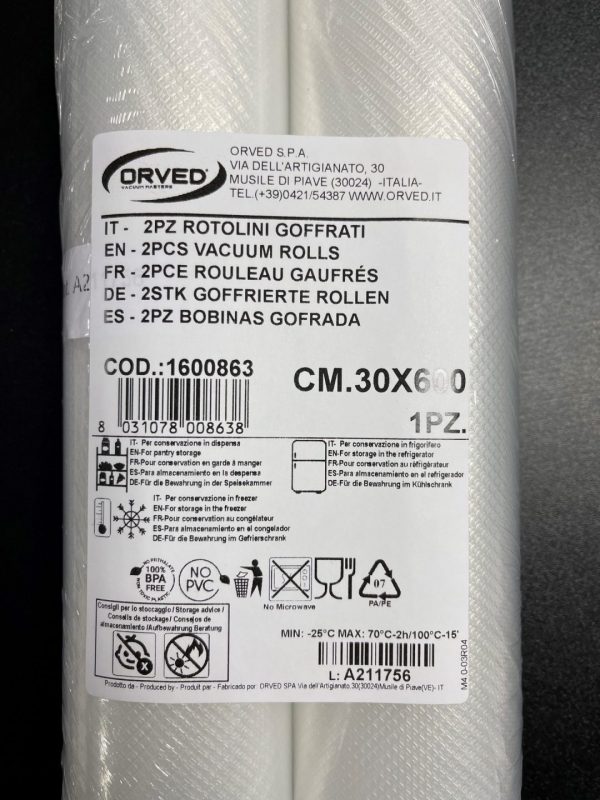 ORVED
VACUUM MASTERS
ORVED S.P.A.
VIA DELL'ARTIGIANATO, 30
MUSILE DI PIAVE (30024) -ITALIA-
TEL.(+39)0421/54387 WWW.ORVED.IT
IT - 2PZ ROTOLINI GOFFRATI
EN - 2PCS VACUUM ROLLS
FR - 2PCE ROULEAU GAUFRÉS
DE - 2STK GOFFRIERTE ROLLEN
ES - 2PZ BOBINAS GOFRADA
A2
COD.:1600863
CM.30X600
8 031078 008638
1PZ.
IT- Per conservazione in dispensa
EN-For pantry storage
FR-Pour conservation en garde à manger
ES-Para almacenamiento en la despensa
DE-Für die Bewahrung in der Speisekammer
IT- Per conservazione in frigorifero
EN-For storage in the refrigerator
FR-Pour conservation au réfrigérateur
ES-Para almacenamiento en el refrigerador
DE-Für die Bewahrung im Kühlschrank
IT- Per conservazione in freezer
EN-For storage in the freezer
FR-Pour conservation au congélateur
ES-Para almacenamiento en el congelador
DE-Für die Bewahrung im Gefrierschrank
NO PHTHALATE
100%
BPA
FREE
NON TOXIC PLASTIC
NO
PVC
No Microwave
07
PA/PE
Consigli per lo stoccaggio / Storage advice /
Conseils de stockage / Consejos de
almacenamiento /Aufbewahrung Beratung
MIN: -25°C MAX: 70°C-2h/100°C-15'
L: A211756
M4.0-03R04
Prodotto da - Produced by - Produit par - Fabricado por ORVED SPA Via dell'Artigianato,30(30024)Musile di Piave(VE)- IT